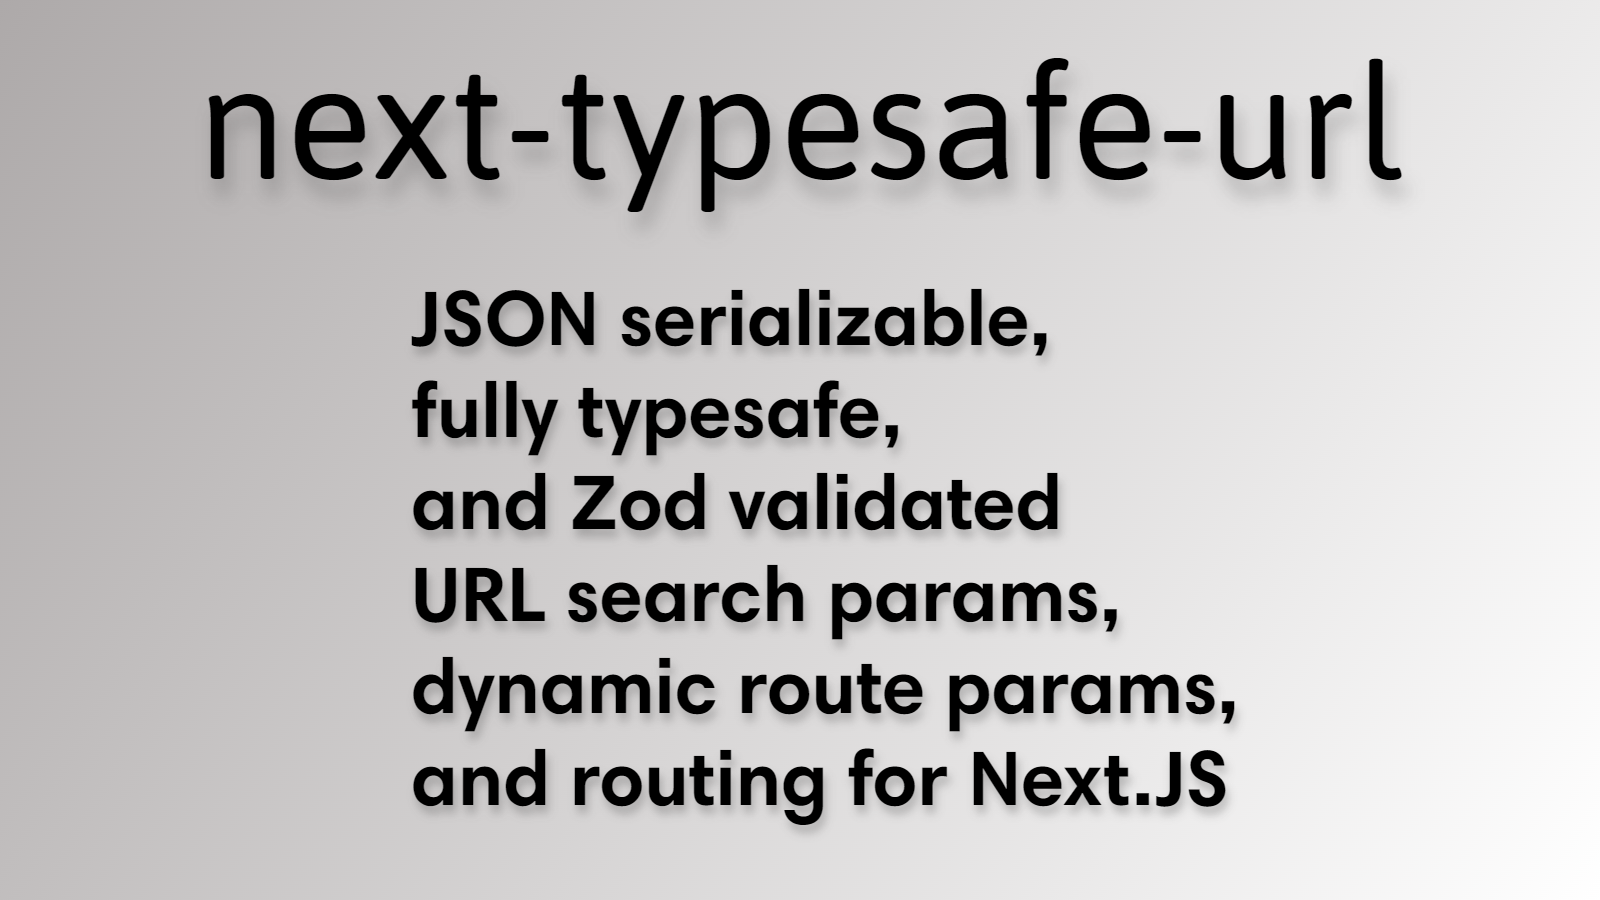 next-typesafe-url
JSON serializable,
fully typesafe,
and Zod validated
URL search params,
dynamic route params,
and routing for Next.JS